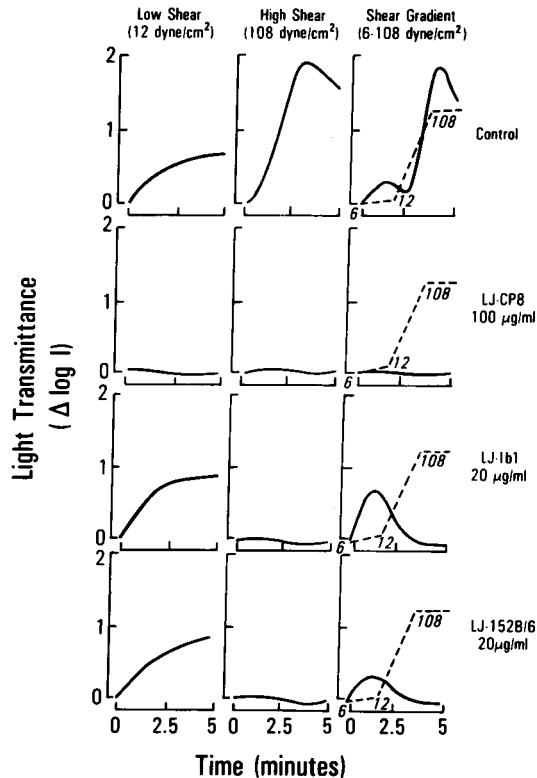 Low Shear
(12 dyne/cm²)
High Shear
(108 dyne/cm²)
Shear Gradient
(6-108 dyne/cm²)
2
1
0
108
6
12
Control
2
1
0
108
6
12
LJ-CP8
100 µg/ml
2
1
0
108
6
12
LJ-Ib1
20 µg/ml
2
1
0
108
6
12
LJ-152B/6
20µg/ml
0
2.5
5
0
2.5
5
0
2.5
5
Light Transmittance
(Δ log I)
Time (minutes)